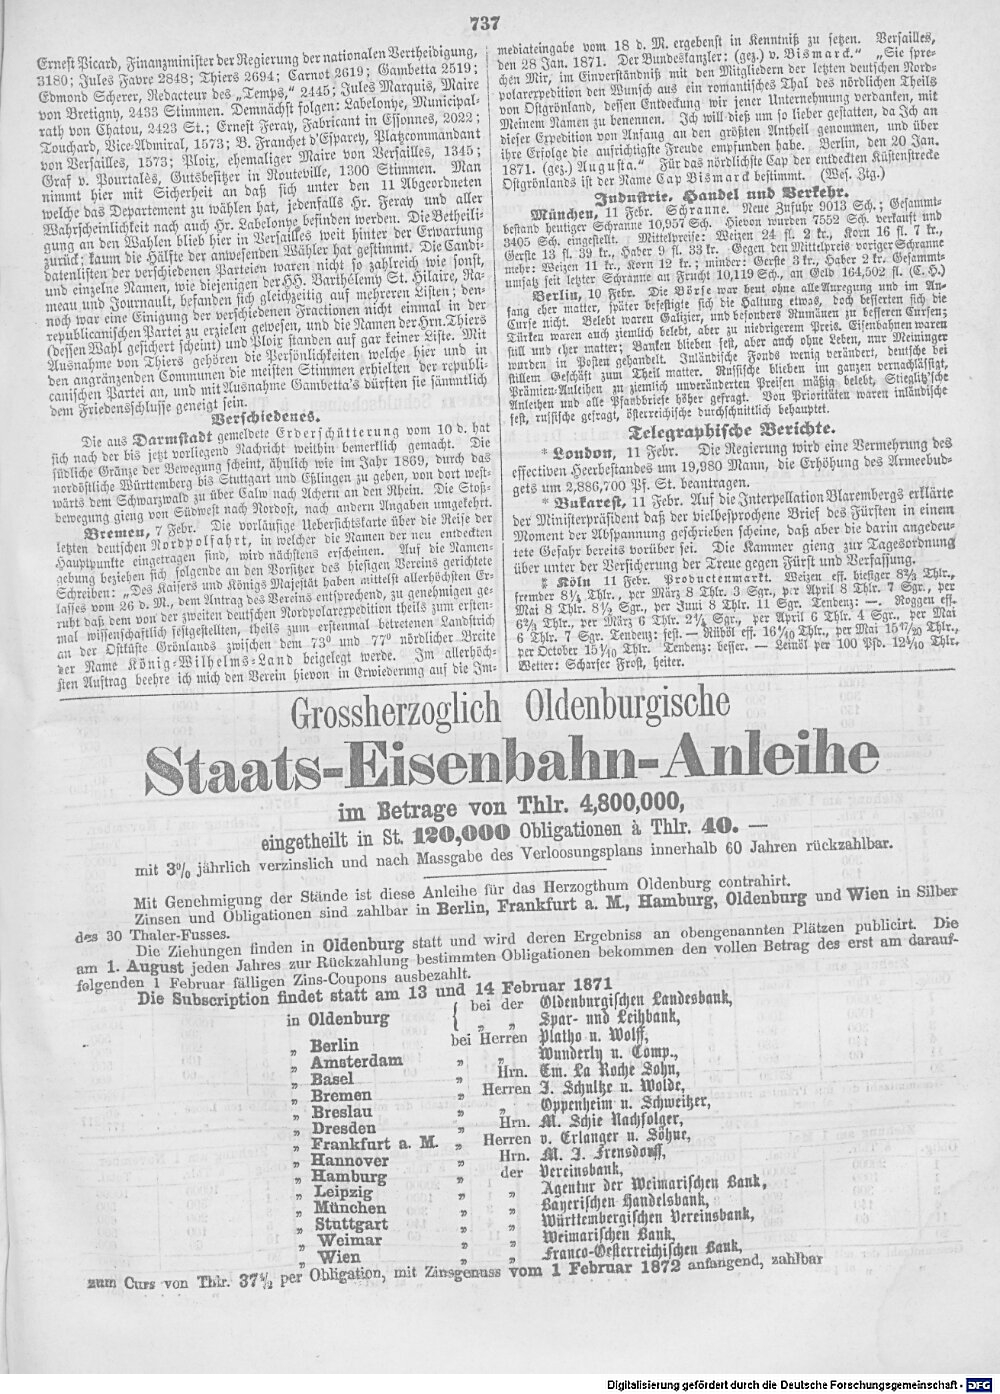 737
Ernest Picard, Finanzminister der Regierung der nationalen Vertheidigung,
3180; Jules Favre 2848; Thiers 2694; Carnot 2619; Gambetta 2519;
Edmond Scherer, Redacteur des „Temps,“ 2445; Jules Marquis, Maire
von Bretigny, 2433 Stimmen. Demnächst folgen: Labelonye, Municipal-
rath von Chatou, 2423 St.; Ernest Feray, Fabricant in Essonnes, 2022;
Touchard, Vice-Admiral, 1573; B. Franchet d'Esparey, Platzcommandant
von Versailles, 1573; Ploix, ehemaliger Maire von Versailles, 1345;
Graf v. Pourtalès, Gutsbesitzer in Routeville, 1300 Stimmen. Man
nimmt hier mit Sicherheit an daß sich unter den 11 Abgeordneten
welche das Departement zu wählen hat, jedenfalls Hr. Feray und aller
Wahrscheinlichkeit nach auch Hr. Labelonye befinden werden. Die Betheili-
gung an den Wahlen blieb hier in Versailles weit hinter der Erwartung
zurück; kaum die Hälfte der anwesenden Wähler hat gestimmt. Die Candi-
datenlisten der verschiedenen Parteien waren nicht so zahlreich wie sonst,
und einzelne Namen, wie diejenigen der HH. Barthélemy St. Hilaire, Ra-
meau und Journault, befanden sich gleichzeitig auf mehreren Listen; den-
noch war eine Einigung der verschiedenen Fractionen nicht einmal in der
republicanischen Partei zu erzielen gewesen, und die Namen der Hrn. Thiers
(dessen Wahl gesichert scheint) und Ploix standen auf gar keiner Liste. Mit
Ausnahme von Thiers gehören die Persönlichkeiten welche hier und in
den angränzenden Communen die meisten Stimmen erhielten der republi-
canischen Partei an, und mit Ausnahme Gambetta's dürften sie sämmtlich
dem Friedensschlusse geneigt sein.
Verschiedenes.
Die aus Darmstadt gemeldete Erderschütterung vom 10 d. hat
sich nach der bis jetzt vorliegend Nachricht weithin bemerklich gemacht. Die
südliche Gränze der Bewegung scheint, ähnlich wie im Jahr 1869, durch das
nordöstliche Württemberg bis Stuttgart und Eßlingen zu gehen, von dort west-
wärts dem Schwarzwald zu über Calw nach Achern an den Rhein. Die Stoß-
bewegung gieng von Südwest nach Nordost, nach andern Angaben umgekehrt.
Bremen, 7 Febr. Die vorläufige Uebersichtskarte über die Reise der
letzten deutschen Nordpolfahrt, in welcher die Namen der neu entdeckten
Hauptpunkte eingetragen sind, wird nächstens erscheinen. Auf die Namen-
gebung beziehen sich folgende an den Vorsitzer des hiesigen Vereins gerichtete
Schreiben: „Des Kaisers und Königs Majestät haben mittelst allerhöchsten Er-
lasses vom 26 d. M., dem Antrag des Vereins entsprechend, zu genehmigen ge-
ruht daß dem von der zweiten deutschen Nordpolarexpedition theils zum ersten-
mal wissenschaftlich festgestellten, theils zum erstenmal betretenen Landstrich
an der Ostküste Grönlands zwischen dem 73° und 77° nördlicher Breite
der Name König-Wilhelms-Land beigelegt werde. Im allerhöch-
sten Auftrag beehre ich mich den Verein hievon in Erwiederung auf die Im-
mediateingabe vom 18 d. M. ergebenst in Kenntniß zu setzen. Versailles,
den 28 Jan. 1871. Der Bundeskanzler: (gez.) v. Bismarck.“ „Sie spre-
chen Mir, im Einverständniß mit den Mitgliedern der letzten deutschen Nord-
polarexpedition den Wunsch aus ein romantisches Thal des nördlichen Theils
von Ostgrönland, dessen Entdeckung wir jener Unternehmung verdanken, mit
Meinem Namen zu benennen. Ich will dieß um so lieber gestatten, da Ich an
dieser Expedition von Anfang an den größten Antheil genommen, und über
ihre Erfolge die aufrichtigste Freude empfunden habe. Berlin, den 20 Jan.
1871. (gez.) Augusta.“ Für das nördlichste Cap der entdeckten Küstenstrecke
Ostgrönlands ist der Name Cap Bismarck bestimmt. (Wes. Ztg.)
Industrie, Handel und Verkehr.
München, 11 Febr. Schranne. Neue Zufuhr 9013 Sch.; Gesammt-
bestand heutiger Schranne 10,957 Sch. Hievon wurden 7552 Sch. verkauft und
3405 Sch. eingestellt. Mittelpreise: Weizen 24 fl. 2 kr., Korn 16 fl. 7 kr.,
Gerste 13 fl. 39 kr., Haber 9 fl. 33 kr. Gegen den Mittelpreis voriger Schranne
mehr: Weizen 11 kr., Korn 12 kr.; minder: Gerste 3 kr., Haber 2 kr. Gesammt-
umsatz seit letzter Schranne an Frucht 10,119 Sch., an Geld 164,502 fl. (C. H.)
Berlin, 10 Febr. Die Börse war heut ohne alle Anregung und im An-
fang eher matter, später befestigte sich die Haltung etwas, doch besserten sich die
Curse nicht. Belebt waren Galizier, und besonders Rumänen zu besseren Cursen;
Türken waren auch ziemlich belebt, aber zu niedrigerem Preis. Eisenbahnen waren
still und eher matter; Banken blieben fest, aber auch ohne Leben, nur Meininger
wurden in Posten gehandelt. Inländische Fonds wenig verändert, deutsche bei
stillem Geschäft zum Theil matter. Russische blieben im ganzen vernachlässigt,
Prämien-Anleihen zu ziemlich unveränderten Preisen mäßig belebt, Stieglitz'sche
Anleihen und alle Pfandbriefe höher gefragt. Von Prioritäten waren inländische
fest, russische gefragt, österreichische durchschnittlich behauptet.
Telegraphische Berichte.
* London, 11 Febr. Die Regierung wird eine Vermehrung des
effectiven Heerbestandes um 19,980 Mann, die Erhöhung des Armeebud-
gets um 2,886,700 Pf. St. beantragen.
* Bukarest, 11 Febr. Auf die Interpellation Blarembergs erklärte
der Ministerpräsident daß der vielbesprochene Brief des Fürsten in einem
Moment der Abspannung geschrieben scheine, daß aber die darin angedeu-
tete Gefahr bereits vorüber sei. Die Kammer gieng zur Tagesordnung
über unter der Versicherung der Treue gegen Fürst und Verfassung.
* Köln 11 Febr. Productenmarkt. Weizen eff. hiesiger 8⅔ Thlr.,
fremder 8¼ Thlr., per März 8 Thlr. 3 Sgr., per April 8 Thlr. 7 Sgr., per
Mai 8 Thlr. 8½ Sgr., per Juni 8 Thlr. 11 Sgr. Tendenz: —. Roggen eff.
6⅔ Thlr., per März 6 Thlr. 2¼ Sgr., per April 6 Thlr. 4 Sgr., per Mai
6 Thlr. 7 Sgr. Tendenz: fest. — Rüböl eff. 16 4/10 Thlr., per Mai 15 17/20 Thlr.,
per October 15 1/10 Thlr. Tendenz: besser. — Leinöl per 100 Pfd. 12 4/10 Thlr.
Wetter: Scharfer Frost, heiter.
Grossherzoglich Oldenburgische
Staats-Eisenbahn-Anleihe
im Betrage von Thlr. 4,800,000,
eingetheilt in St. 120,000 Obligationen à Thlr. 40. —
mit 3% jährlich verzinslich und nach Massgabe des Verloosungsplans innerhalb 60 Jahren rückzahlbar.
Mit Genehmigung der Stände ist diese Anleihe für das Herzogthum Oldenburg contrahirt.
Zinsen und Obligationen sind zahlbar in Berlin, Frankfurt a. M., Hamburg, Oldenburg und Wien in Silber
des 30 Thaler-Fusses.
Die Ziehungen finden in Oldenburg statt und wird deren Ergebniss an obengenannten Plätzen publicirt. Die
am 1. August jeden Jahres zur Rückzahlung bestimmten Obligationen bekommen den vollen Betrag des erst am darauf-
folgenden 1 Februar fälligen Zins-Coupons ausbezahlt.
Die Subscription findet statt am 13 und 14 Februar 1871
in Oldenburg { bei der Oldenburgischen Landesbank,
„ „ Spar- und Leihbank,
„ Berlin bei Herren Platho u. Wolff,
„ Amsterdam „ „ Wunderly u. Comp.,
„ Basel „ Hrn. Em. La Roche Sohn,
„ Bremen „ Herren J. Schultze u. Wolde,
„ Breslau „ „ Oppenheim u. Schweitzer,
„ Dresden „ Hrn. M. Schie Nachfolger,
„ Frankfurt a. M. „ Herren v. Erlanger u. Söhne,
„ Hannover „ Hrn. M. J. Frensdorff,
„ Hamburg „ der Vereinsbank,
„ Leipzig „ „ Agentur der Weimarischen Bank,
„ München „ „ Bayerischen Handelsbank,
„ Stuttgart „ „ Württembergischen Vereinsbank,
„ Weimar „ „ Weimarischen Bank,
„ Wien „ „ Franco-Oesterreichischen Bank,
zum Curs von Thlr. 37½ per Obligation, mit Zinsgenuss vom 1 Februar 1872 anfangend, zahlbar
Digitalisierung gefördert durch die Deutsche Forschungsgemeinschaft - DFG